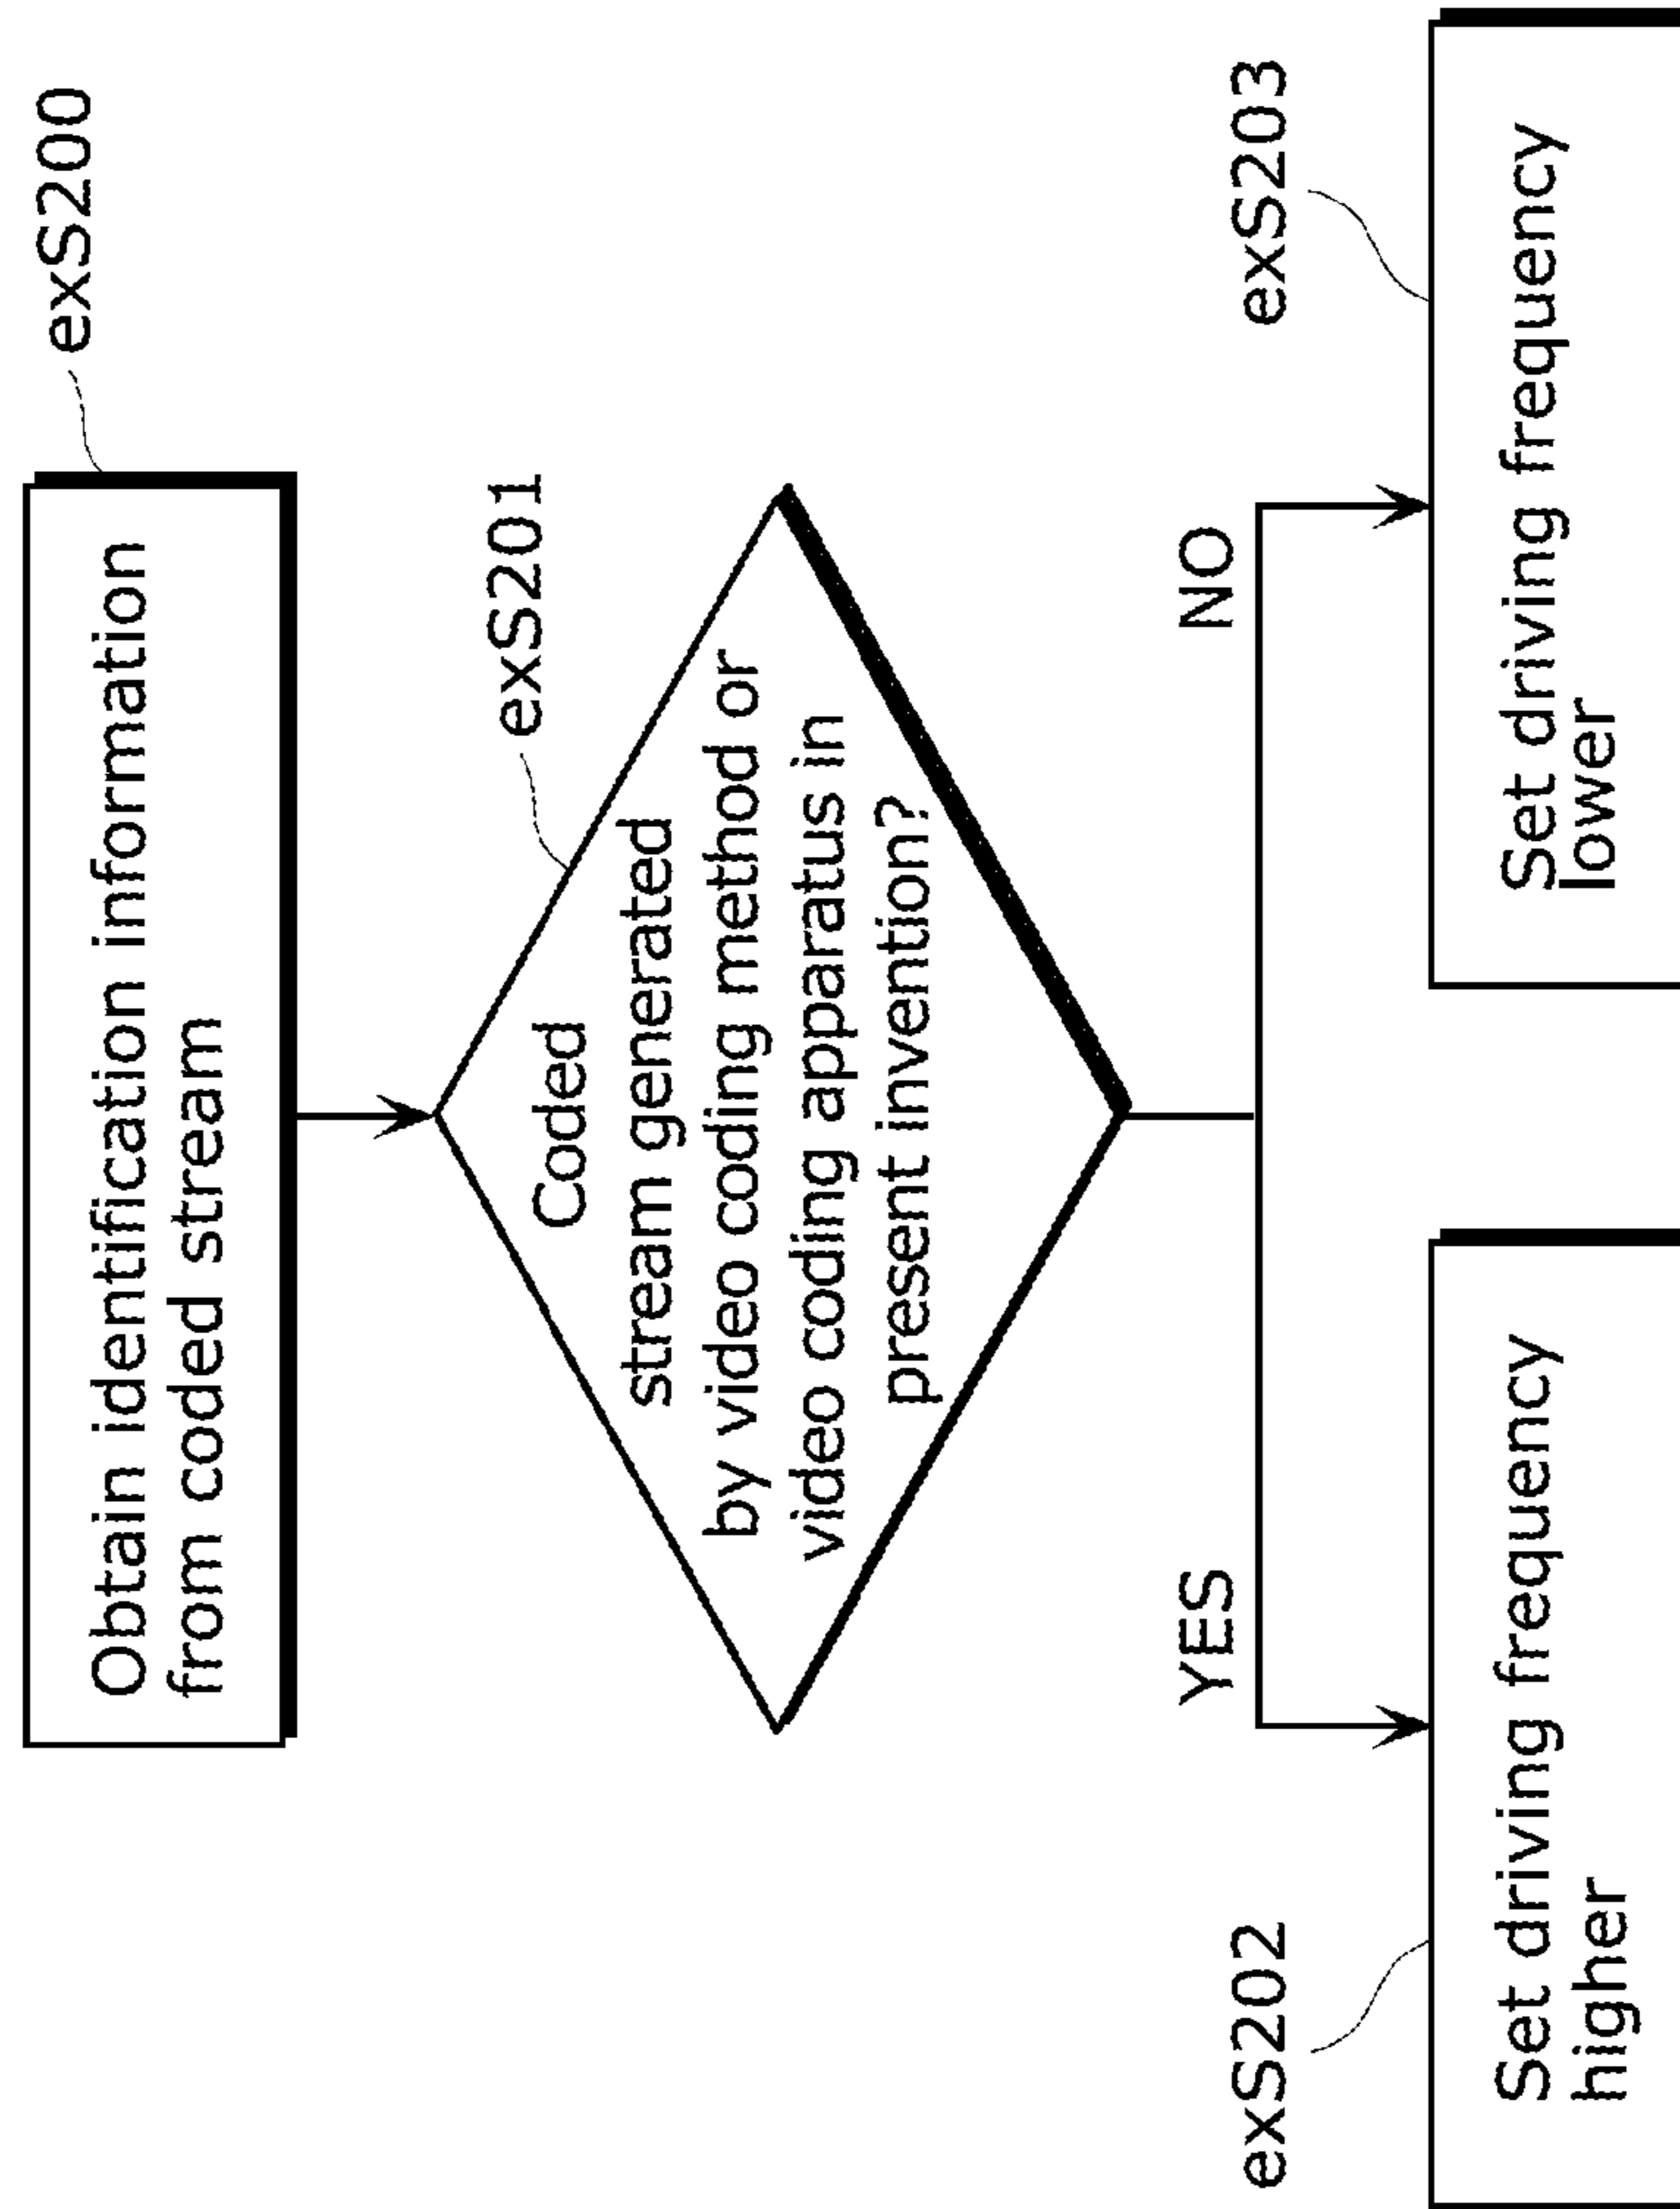 exS200
Obtain identification information
from coded stream
exS201
Coded
stream generated
by video coding method or
video coding apparatus in
present invention?
YES
NO
exS202
exS203
Set driving frequency
higher
Set driving frequency
lower